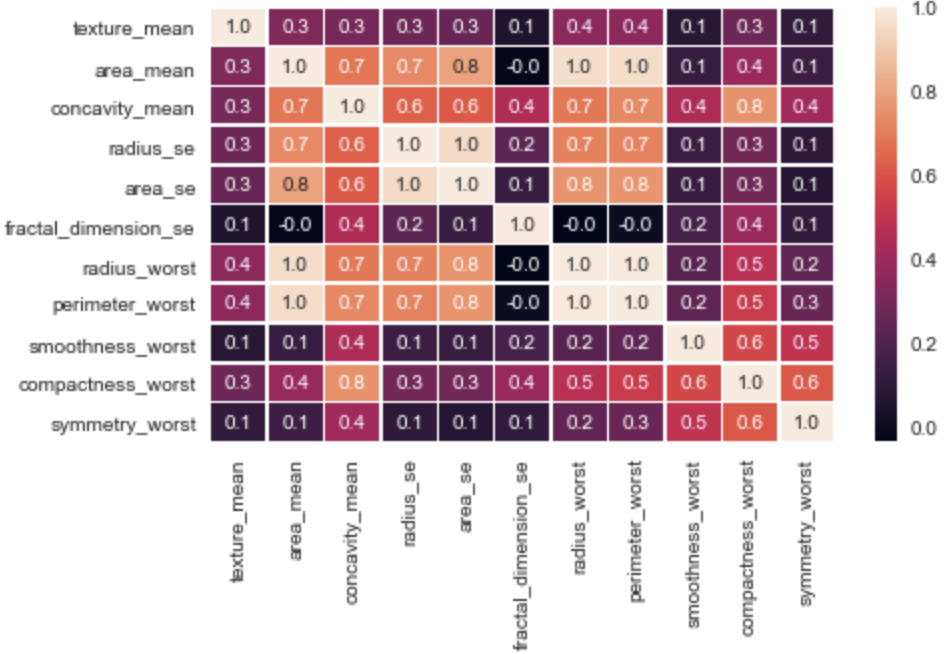 texture_mean 1.0 0.3 0.3 0.3 0.3 0.1 0.4 0.4 0.1 0.3 0.1
area_mean 0.3 1.0 0.7 0.7 0.8 -0.0 1.0 1.0 0.1 0.4 0.1
concavity_mean 0.3 0.7 1.0 0.6 0.6 0.4 0.7 0.7 0.4 0.8 0.4
radius_se 0.3 0.7 0.6 1.0 1.0 0.2 0.7 0.7 0.1 0.3 0.1
area_se 0.3 0.8 0.6 1.0 1.0 0.1 0.8 0.8 0.1 0.3 0.1
fractal_dimension_se 0.1 -0.0 0.4 0.2 0.1 1.0 -0.0 -0.0 0.2 0.4 0.1
radius_worst 0.4 1.0 0.7 0.7 0.8 -0.0 1.0 1.0 0.2 0.5 0.2
perimeter_worst 0.4 1.0 0.7 0.7 0.8 -0.0 1.0 1.0 0.2 0.5 0.3
smoothness_worst 0.1 0.1 0.4 0.1 0.1 0.2 0.2 0.2 1.0 0.6 0.5
compactness_worst 0.3 0.4 0.8 0.3 0.3 0.4 0.5 0.5 0.6 1.0 0.6
symmetry_worst 0.1 0.1 0.4 0.1 0.1 0.1 0.2 0.3 0.5 0.6 1.0
texture_mean
area_mean
concavity_mean
radius_se
area_se
fractal_dimension_se
radius_worst
perimeter_worst
smoothness_worst
compactness_worst
symmetry_worst
1.0
0.8
0.6
0.4
0.2
0.0